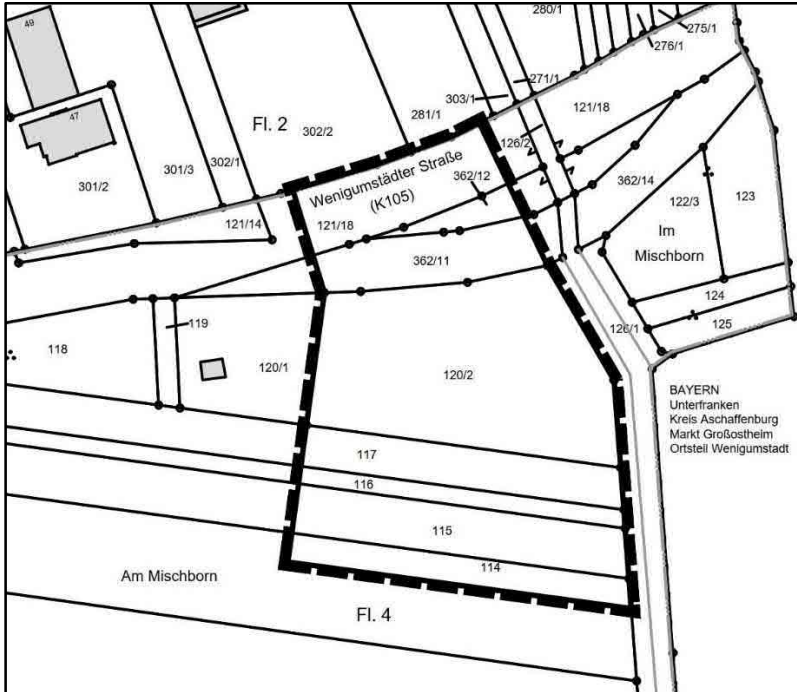 49
47
Fl. 2
280/1
275/1
276/1
271/1
303/1
281/1
302/2
302/1
301/3
301/2
121/18
126/2
Wenigumstädter Straße
(K105)
362/12
362/14
122/3
123
121/18
121/14
362/11
Im
Mischborn
124
125
126/1
119
118
120/1
120/2
BAYERN
Unterfranken
Kreis Aschaffenburg
Markt Großostheim
Ortsteil Wenigumstadt
117
116
115
114
Am Mischborn
Fl. 4